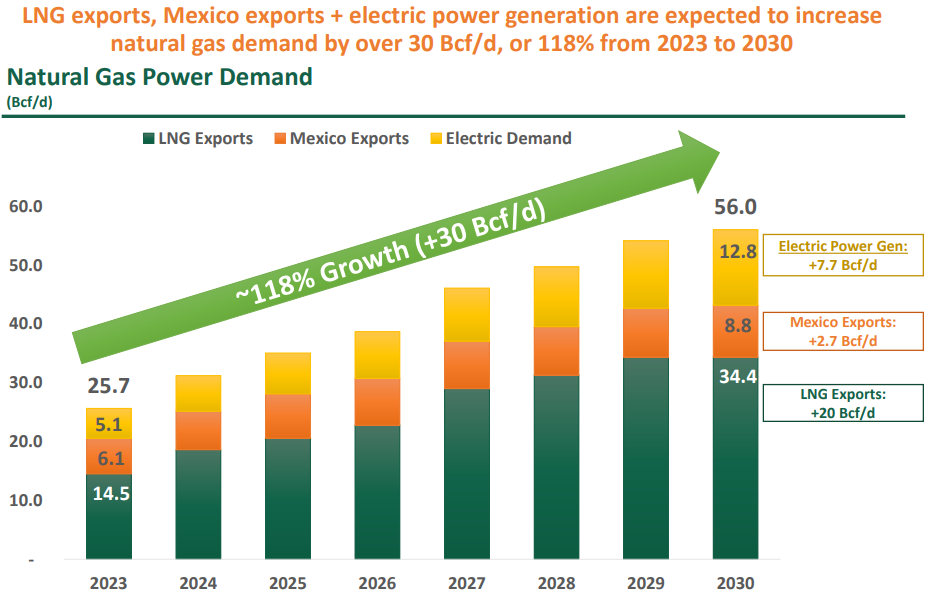 LNG exports, Mexico exports + electric power generation are expected to increase
natural gas demand by over 30 Bcf/d, or 118% from 2023 to 2030
Natural Gas Power Demand
(Bcf/d)
LNG Exports Mexico Exports Electric Demand
~118% Growth (+30 Bcf/d)
60.0
50.0
40.0
30.0
20.0
10.0
-
25.7
5.1
6.1
14.5
56.0
12.8
8.8
34.4
Electric Power Gen:
+7.7 Bcf/d
Mexico Exports:
+2.7 Bcf/d
LNG Exports:
+20 Bcf/d
2023 2024 2025 2026 2027 2028 2029 2030